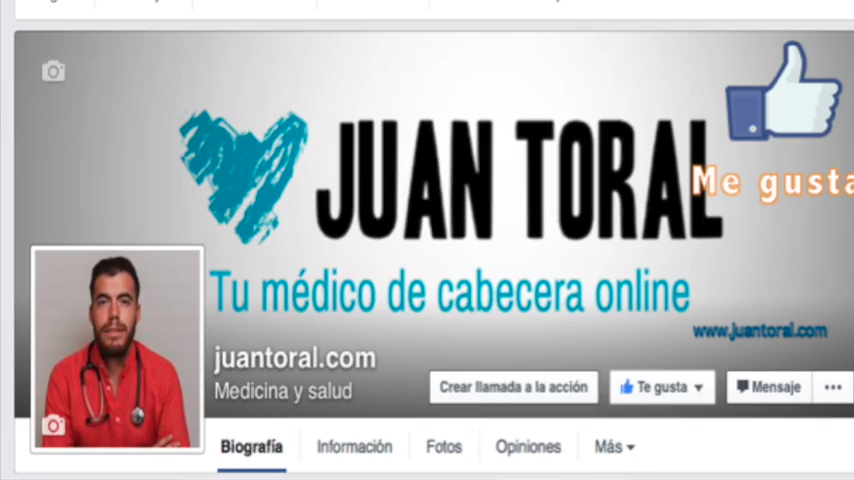 JUAN TORAL
Me gusta
Tu médico de cabecera online
www.juantoral.com
juantoral.com
Medicina y salud
Crear llamada a la acción
Te gusta
Mensaje
Biografía
Información
Fotos
Opiniones
Más